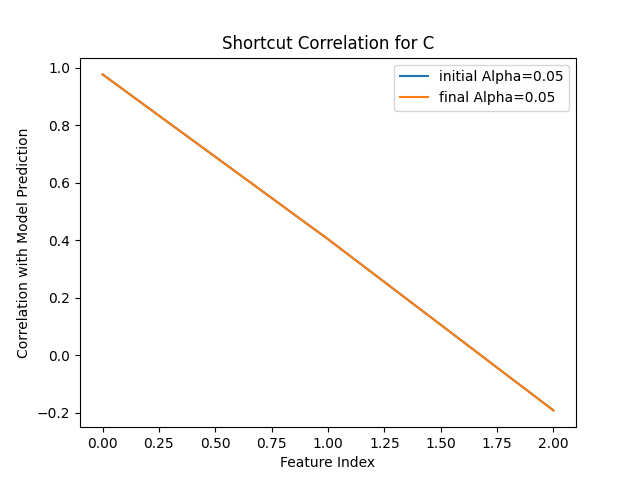 Shortcut Correlation for C
initial Alpha=0.05
final Alpha=0.05
Correlation with Model Prediction
1.0
0.8
0.6
0.4
0.2
0.0
−0.2
0.00 0.25 0.50 0.75 1.00 1.25 1.50 1.75 2.00
Feature Index